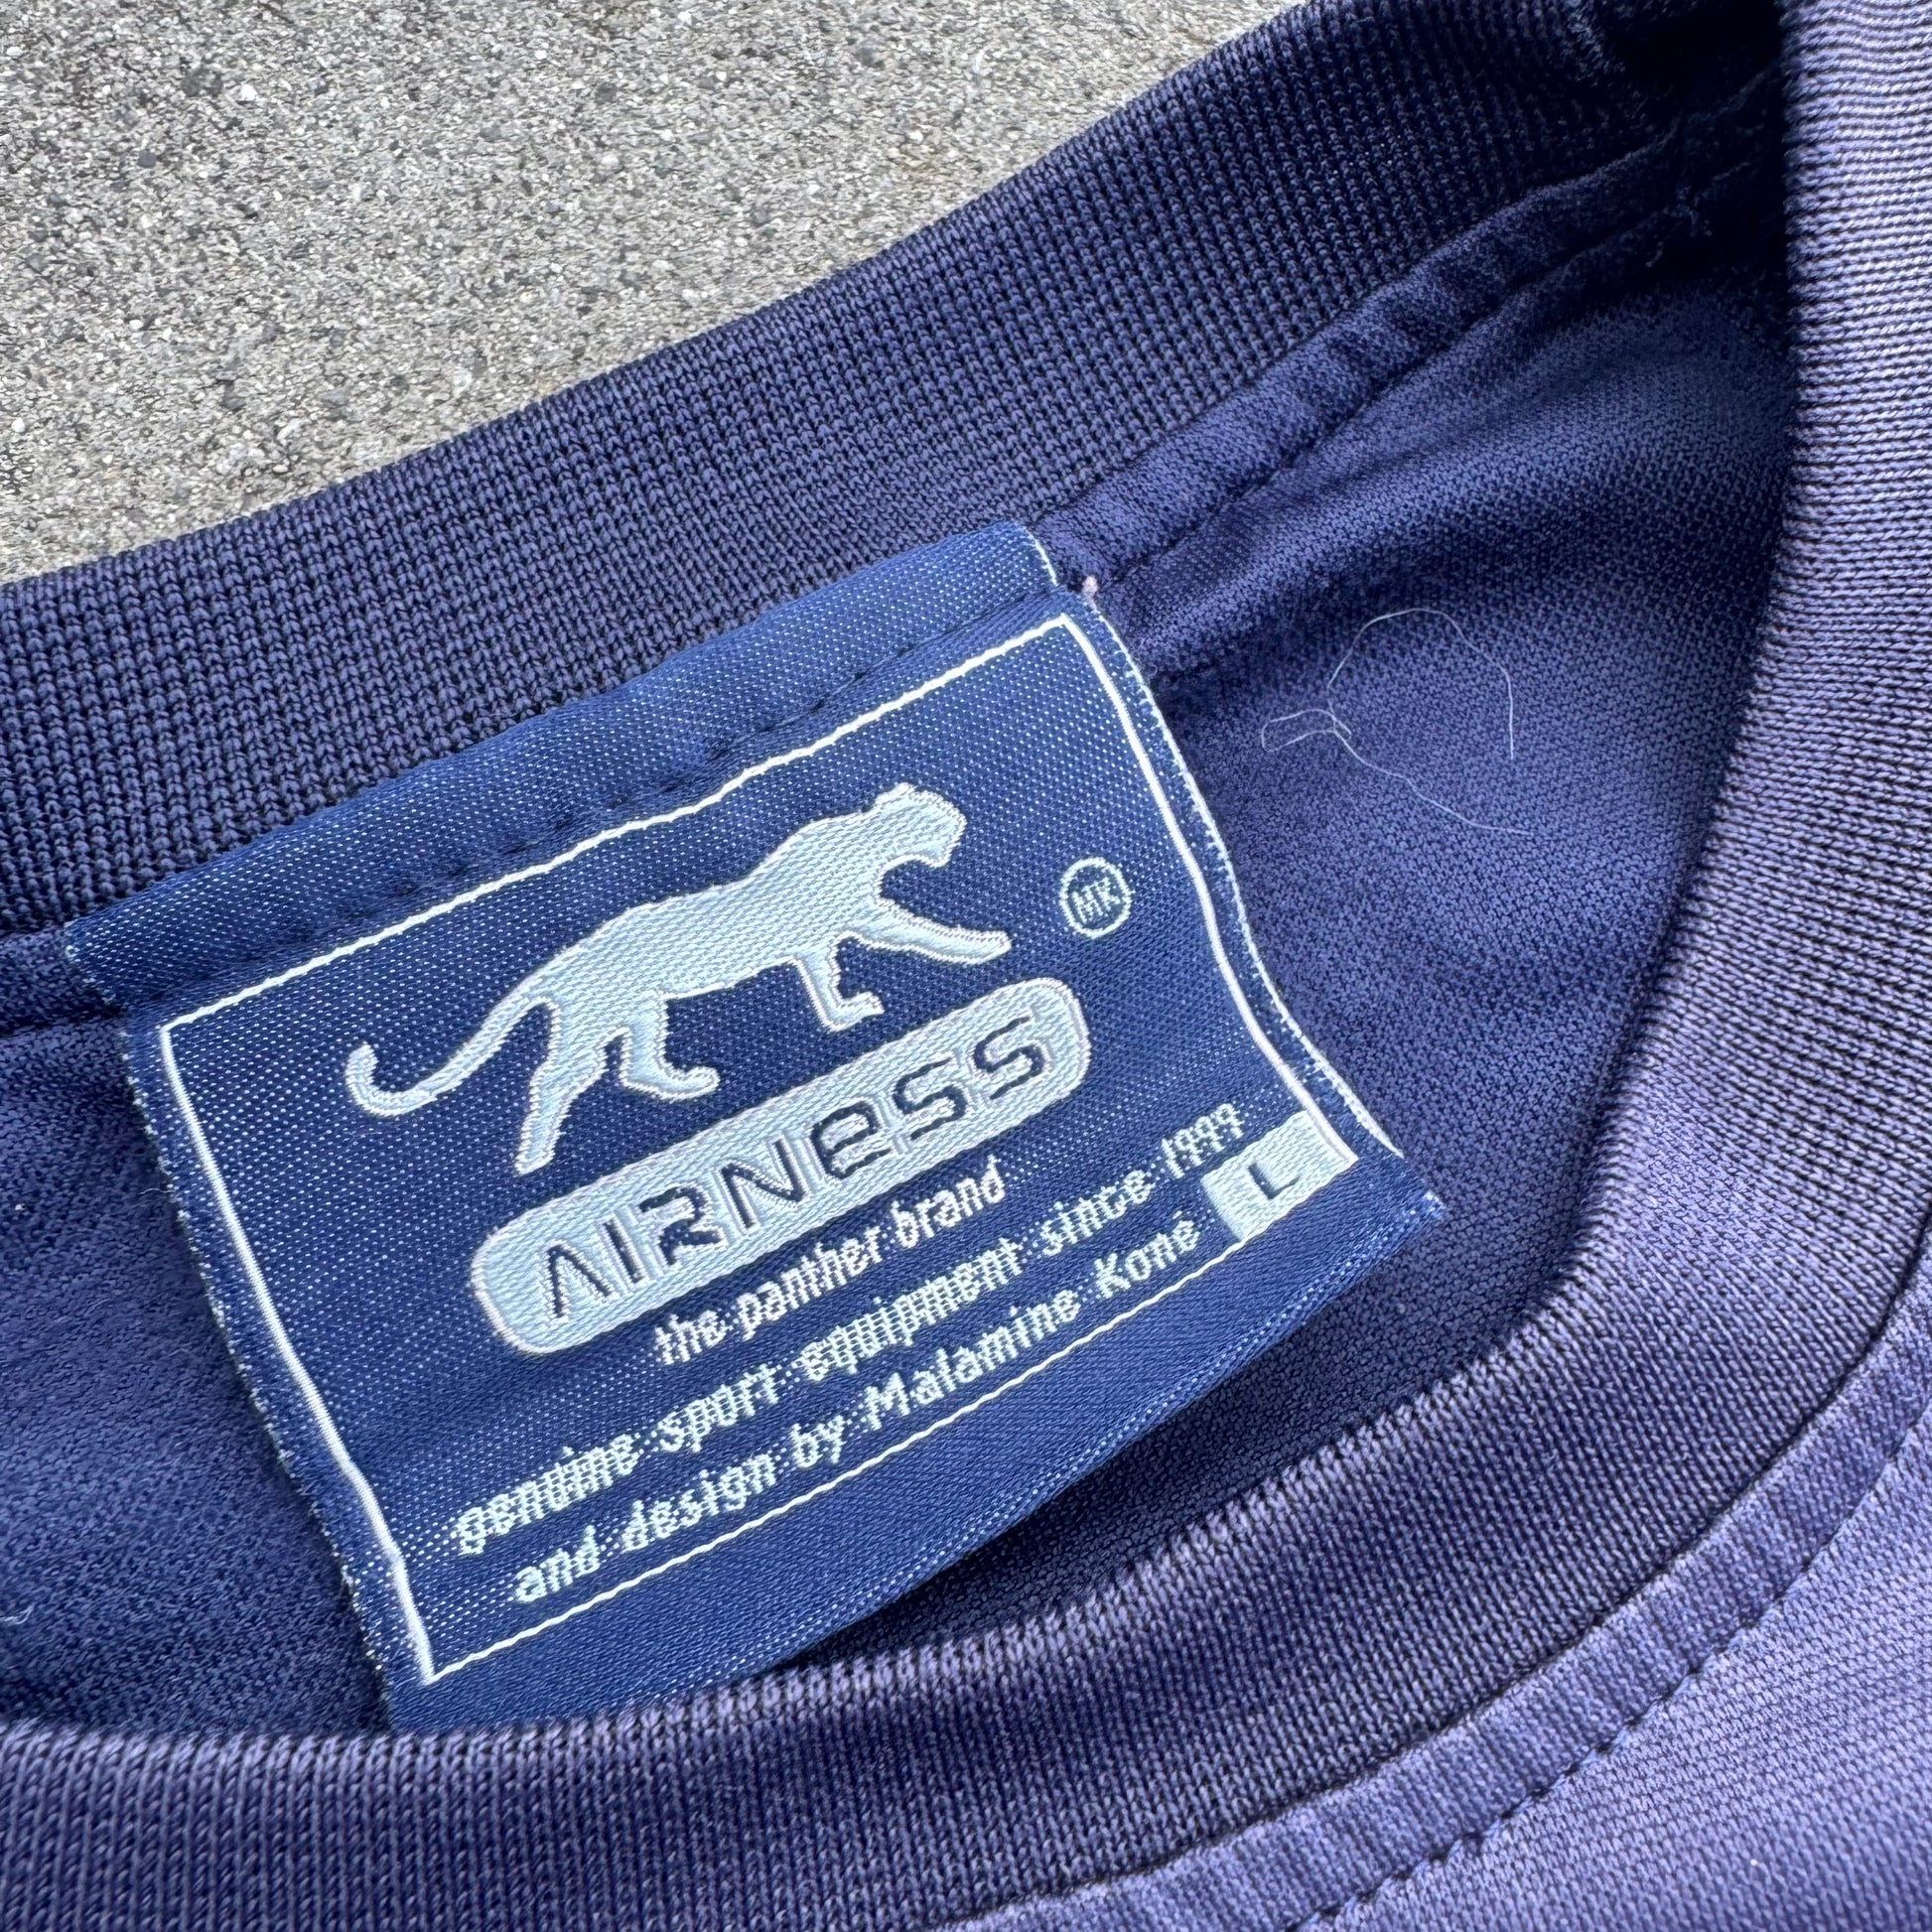 MK
AIRNeSS
the panther brand
genuine sport equipment since 1999
and design by Malamine Kone
L